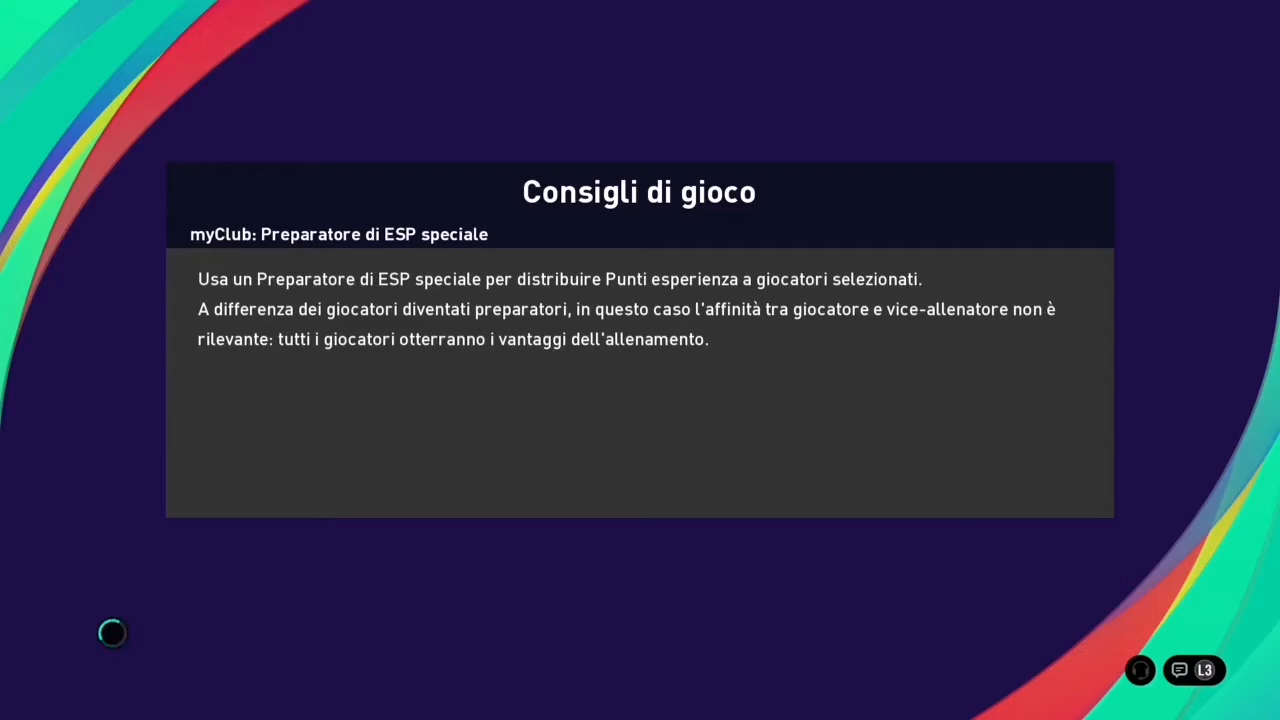 Consigli di gioco
myClub: Preparatore di ESP speciale
Usa un Preparatore di ESP speciale per distribuire Punti esperienza a giocatori selezionati.
A differenza dei giocatori diventati preparatori, in questo caso l'affinità tra giocatore e vice-allenatore non è
rilevante: tutti i giocatori otterranno i vantaggi dell'allenamento.
L3